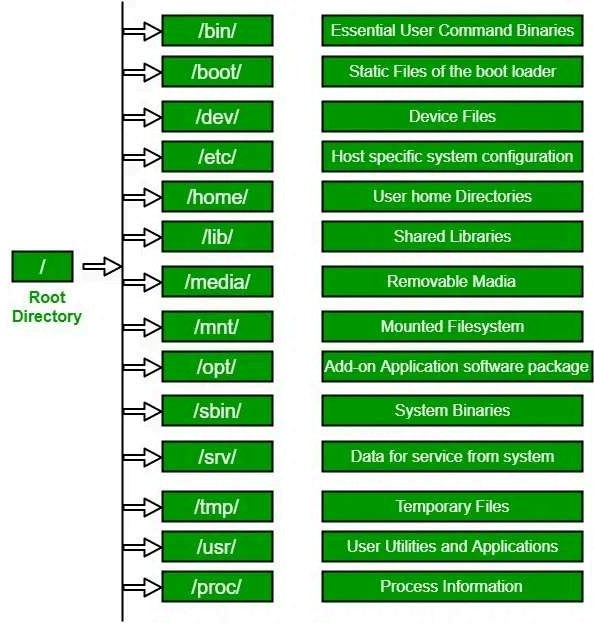 /bin/ Essential User Command Binaries
/boot/ Static Files of the boot loader
/dev/ Device Files
/etc/ Host specific system configuration
/home/ User home Directories
/lib/ Shared Libraries
/
Root
Directory
/media/ Removable Madia
/mnt/ Mounted Filesystem
/opt/ Add-on Application software package
/sbin/ System Binaries
/srv/ Data for service from system
/tmp/ Temporary Files
/usr/ User Utilities and Applications
/proc/ Process Information